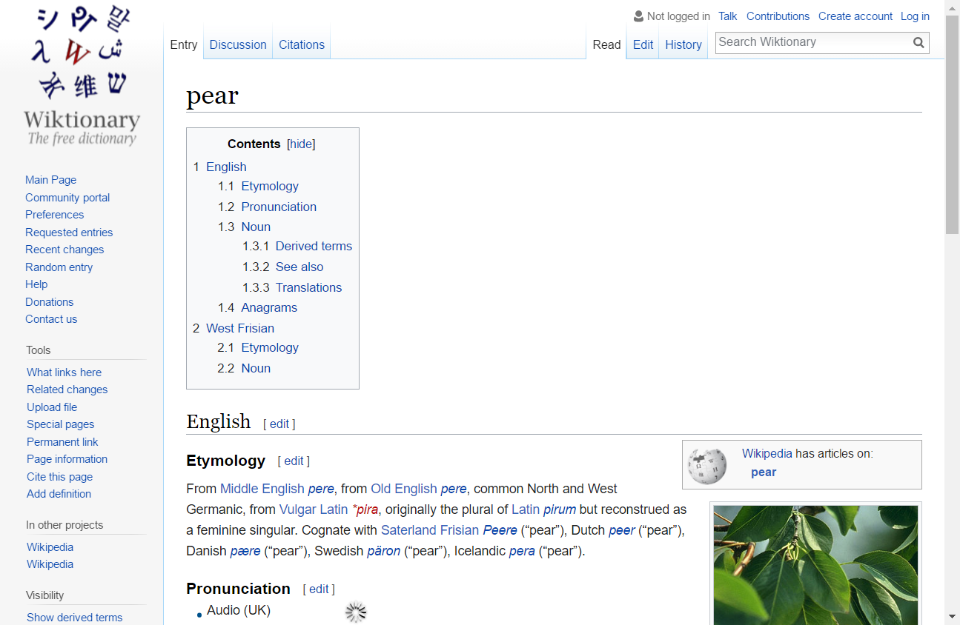 Not logged in Talk Contributions Create account Log in
Entry Discussion Citations Read Edit History Search Wiktionary
Wiktionary
The free dictionary
Main Page
Community portal
Preferences
Requested entries
Recent changes
Random entry
Help
Donations
Contact us
Tools
What links here
Related changes
Upload file
Special pages
Permanent link
Page information
Cite this page
Add definition
In other projects
Wikipedia
Wikipedia
Visibility
Show derived terms
pear
Contents [hide]
1 English
1.1 Etymology
1.2 Pronunciation
1.3 Noun
1.3.1 Derived terms
1.3.2 See also
1.3.3 Translations
1.4 Anagrams
2 West Frisian
2.1 Etymology
2.2 Noun
English [ edit ]
Wikipedia has articles on:
pear
Etymology [ edit ]
From Middle English pere, from Old English pere, common North and West
Germanic, from Vulgar Latin *pira, originally the plural of Latin pirum but reconstrued as
a feminine singular. Cognate with Saterland Frisian Peere (“pear”), Dutch peer (“pear”),
Danish pære (“pear”), Swedish päron (“pear”), Icelandic pera (“pear”).
Pronunciation [ edit ]
• Audio (UK)